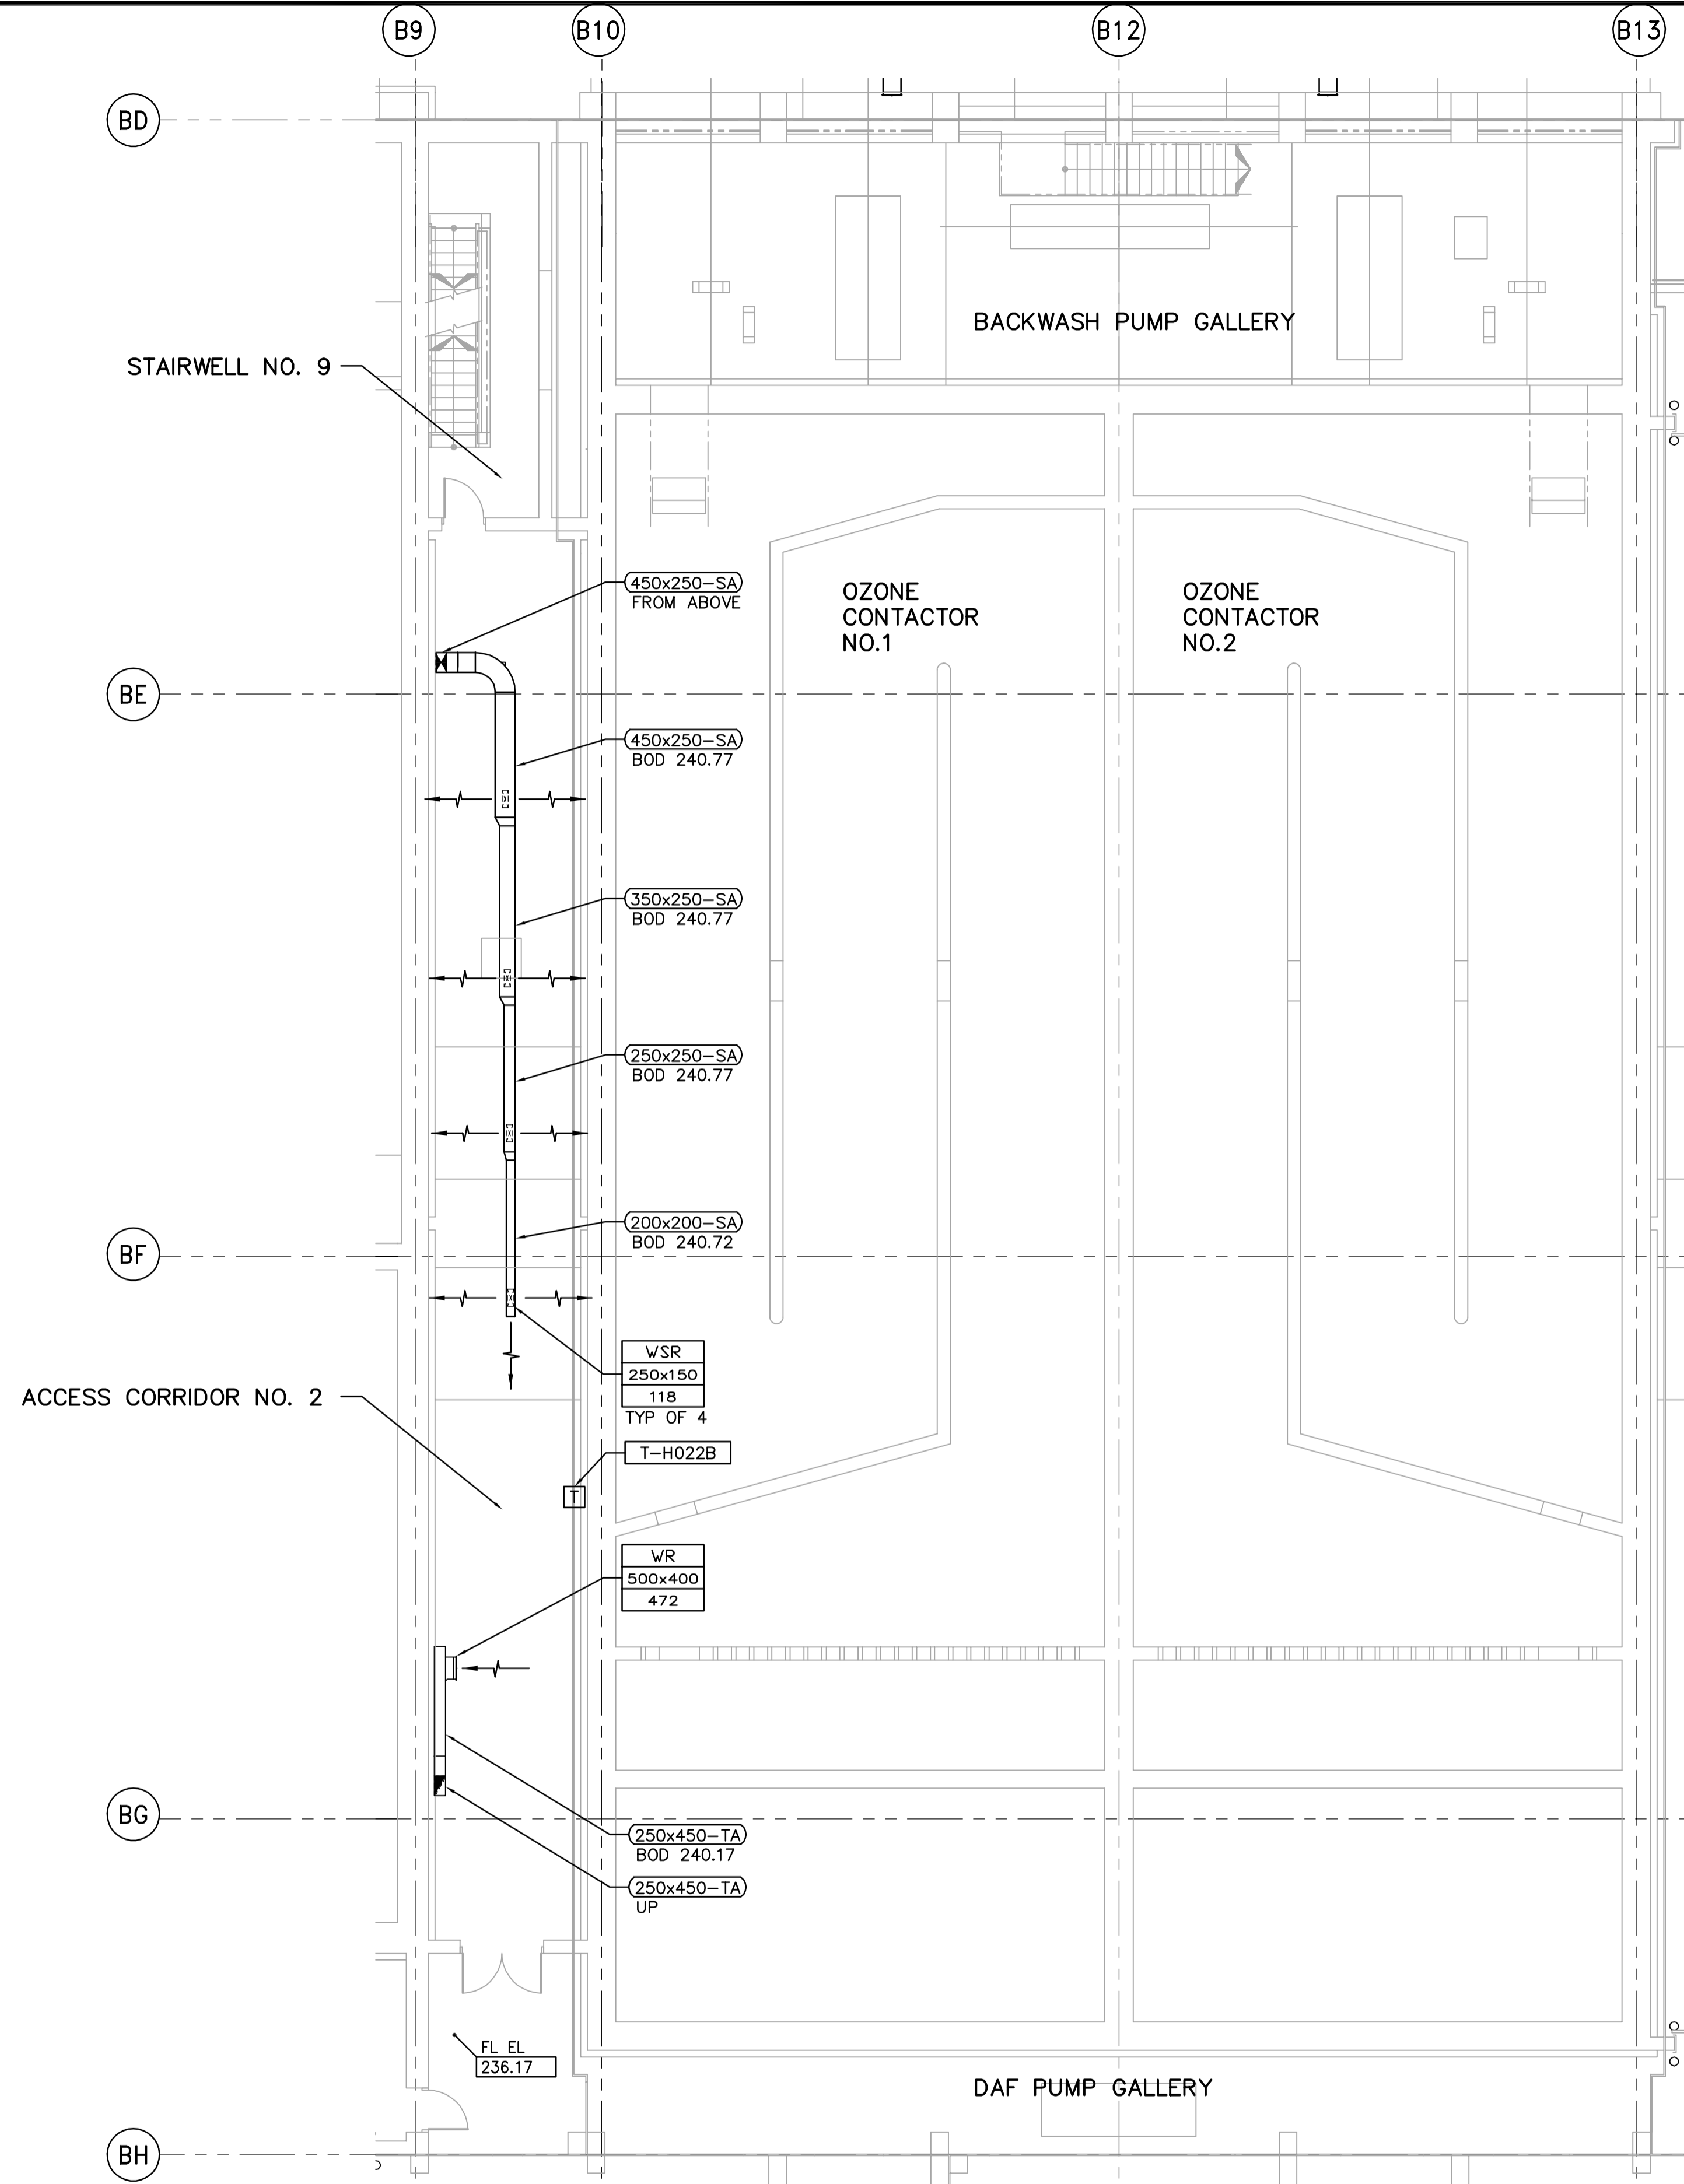 B9
B10
B12
B13
BD
BACKWASH PUMP GALLERY
STAIRWELL NO. 9
450x250-SA
FROM ABOVE
OZONE
CONTACTOR
NO.1
OZONE
CONTACTOR
NO.2
BE
450x250-SA
BOD 240.77
350x250-SA
BOD 240.77
250x250-SA
BOD 240.77
200x200-SA
BOD 240.72
BF
WSR
250x150
118
TYP OF 4
ACCESS CORRIDOR NO. 2
T-H022B
T
WR
500x400
472
BG
250x450-TA
BOD 240.17
250x450-TA
UP
FL EL
236.17
DAF PUMP GALLERY
BH